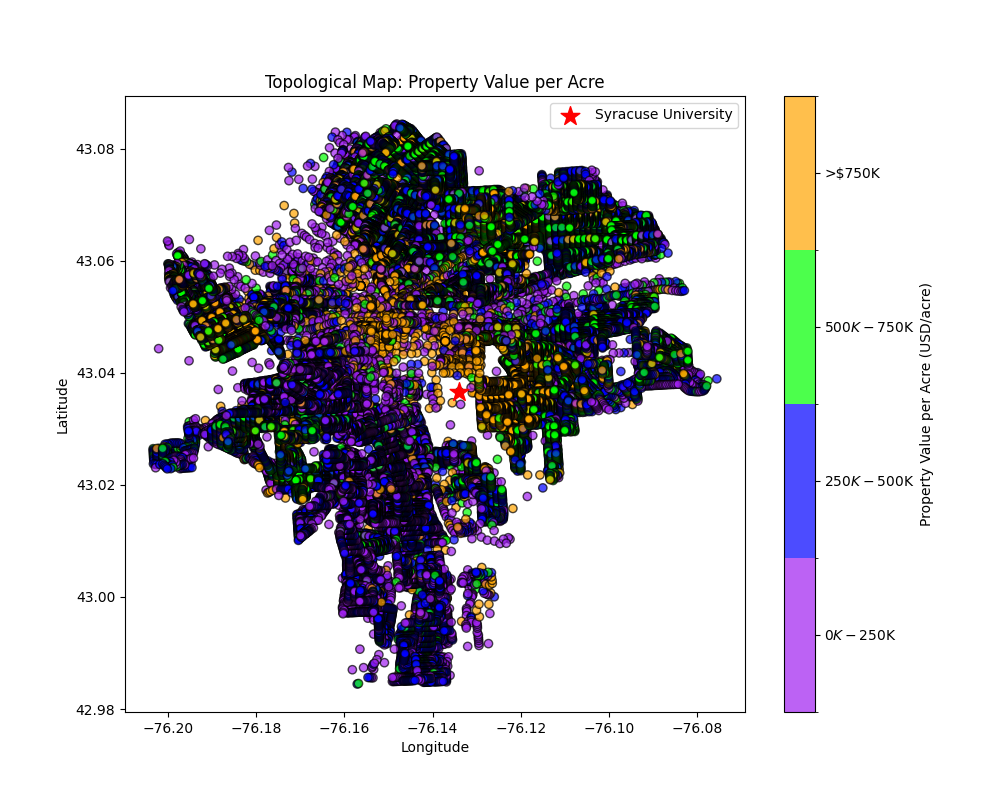 Topological Map: Property Value per Acre
Syracuse University
43.08
43.06
43.04
43.02
43.00
42.98
Latitude
−76.20
−76.18
−76.16
−76.14
−76.12
−76.10
−76.08
Longitude
>$750K
500K − 750K
250K − 500K
0K − 250K
Property Value per Acre (USD/acre)